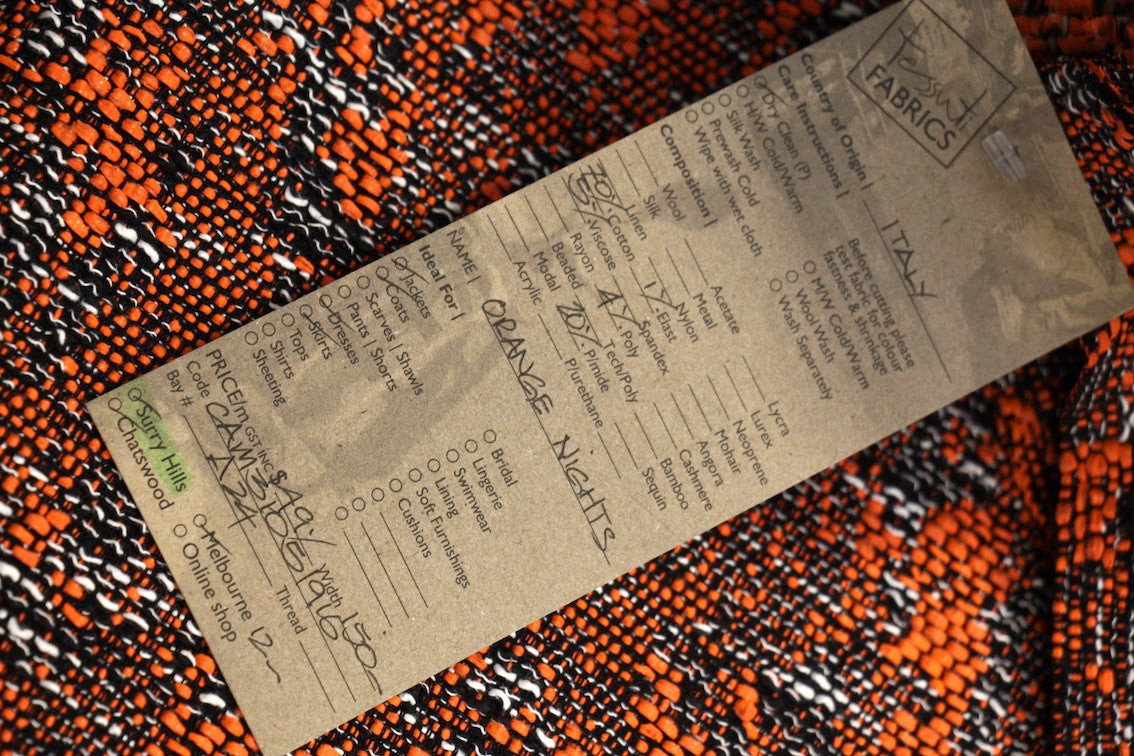 Tessuti
FABRICS
Country of Origin | ITALY
Care Instructions |
Before cutting please
test fabric for colour
fastness & shrinkage
Dry Clean (P)
H/W Cold/Warm
Silk Wash
Prewash Cold
Wipe with wet cloth
M/W Cold/Warm
Wool Wash
Wash Separately
Composition |
Wool
Silk
Linen
70% Cotton
5% Viscose
Rayon
Beaded
Modal
Acrylic
Acetate
Metal
Nylon
1% Elast
Spandex
4% Poly
Tech/Poly
20% P/mide
P/urethane
Lycra
Lurex
Neoprene
Mohair
Angora
Cashmere
Bamboo
Sequin
NAME | ORANGE NIGHTS
Ideal For |
Jackets
Coats
Scarves | Shawls
Pants | Shorts
Dresses
Skirts
Tops
Shirts
Sheeting
Bridal
Lingerie
Swimwear
Lining
Soft Furnishings
Cushions
PRICE/m GST INC $49% Width 150
Code CAM310E1916
Bay # A24 Thread
Surry Hills
Chatswood
Melbourne 12m
Online shop